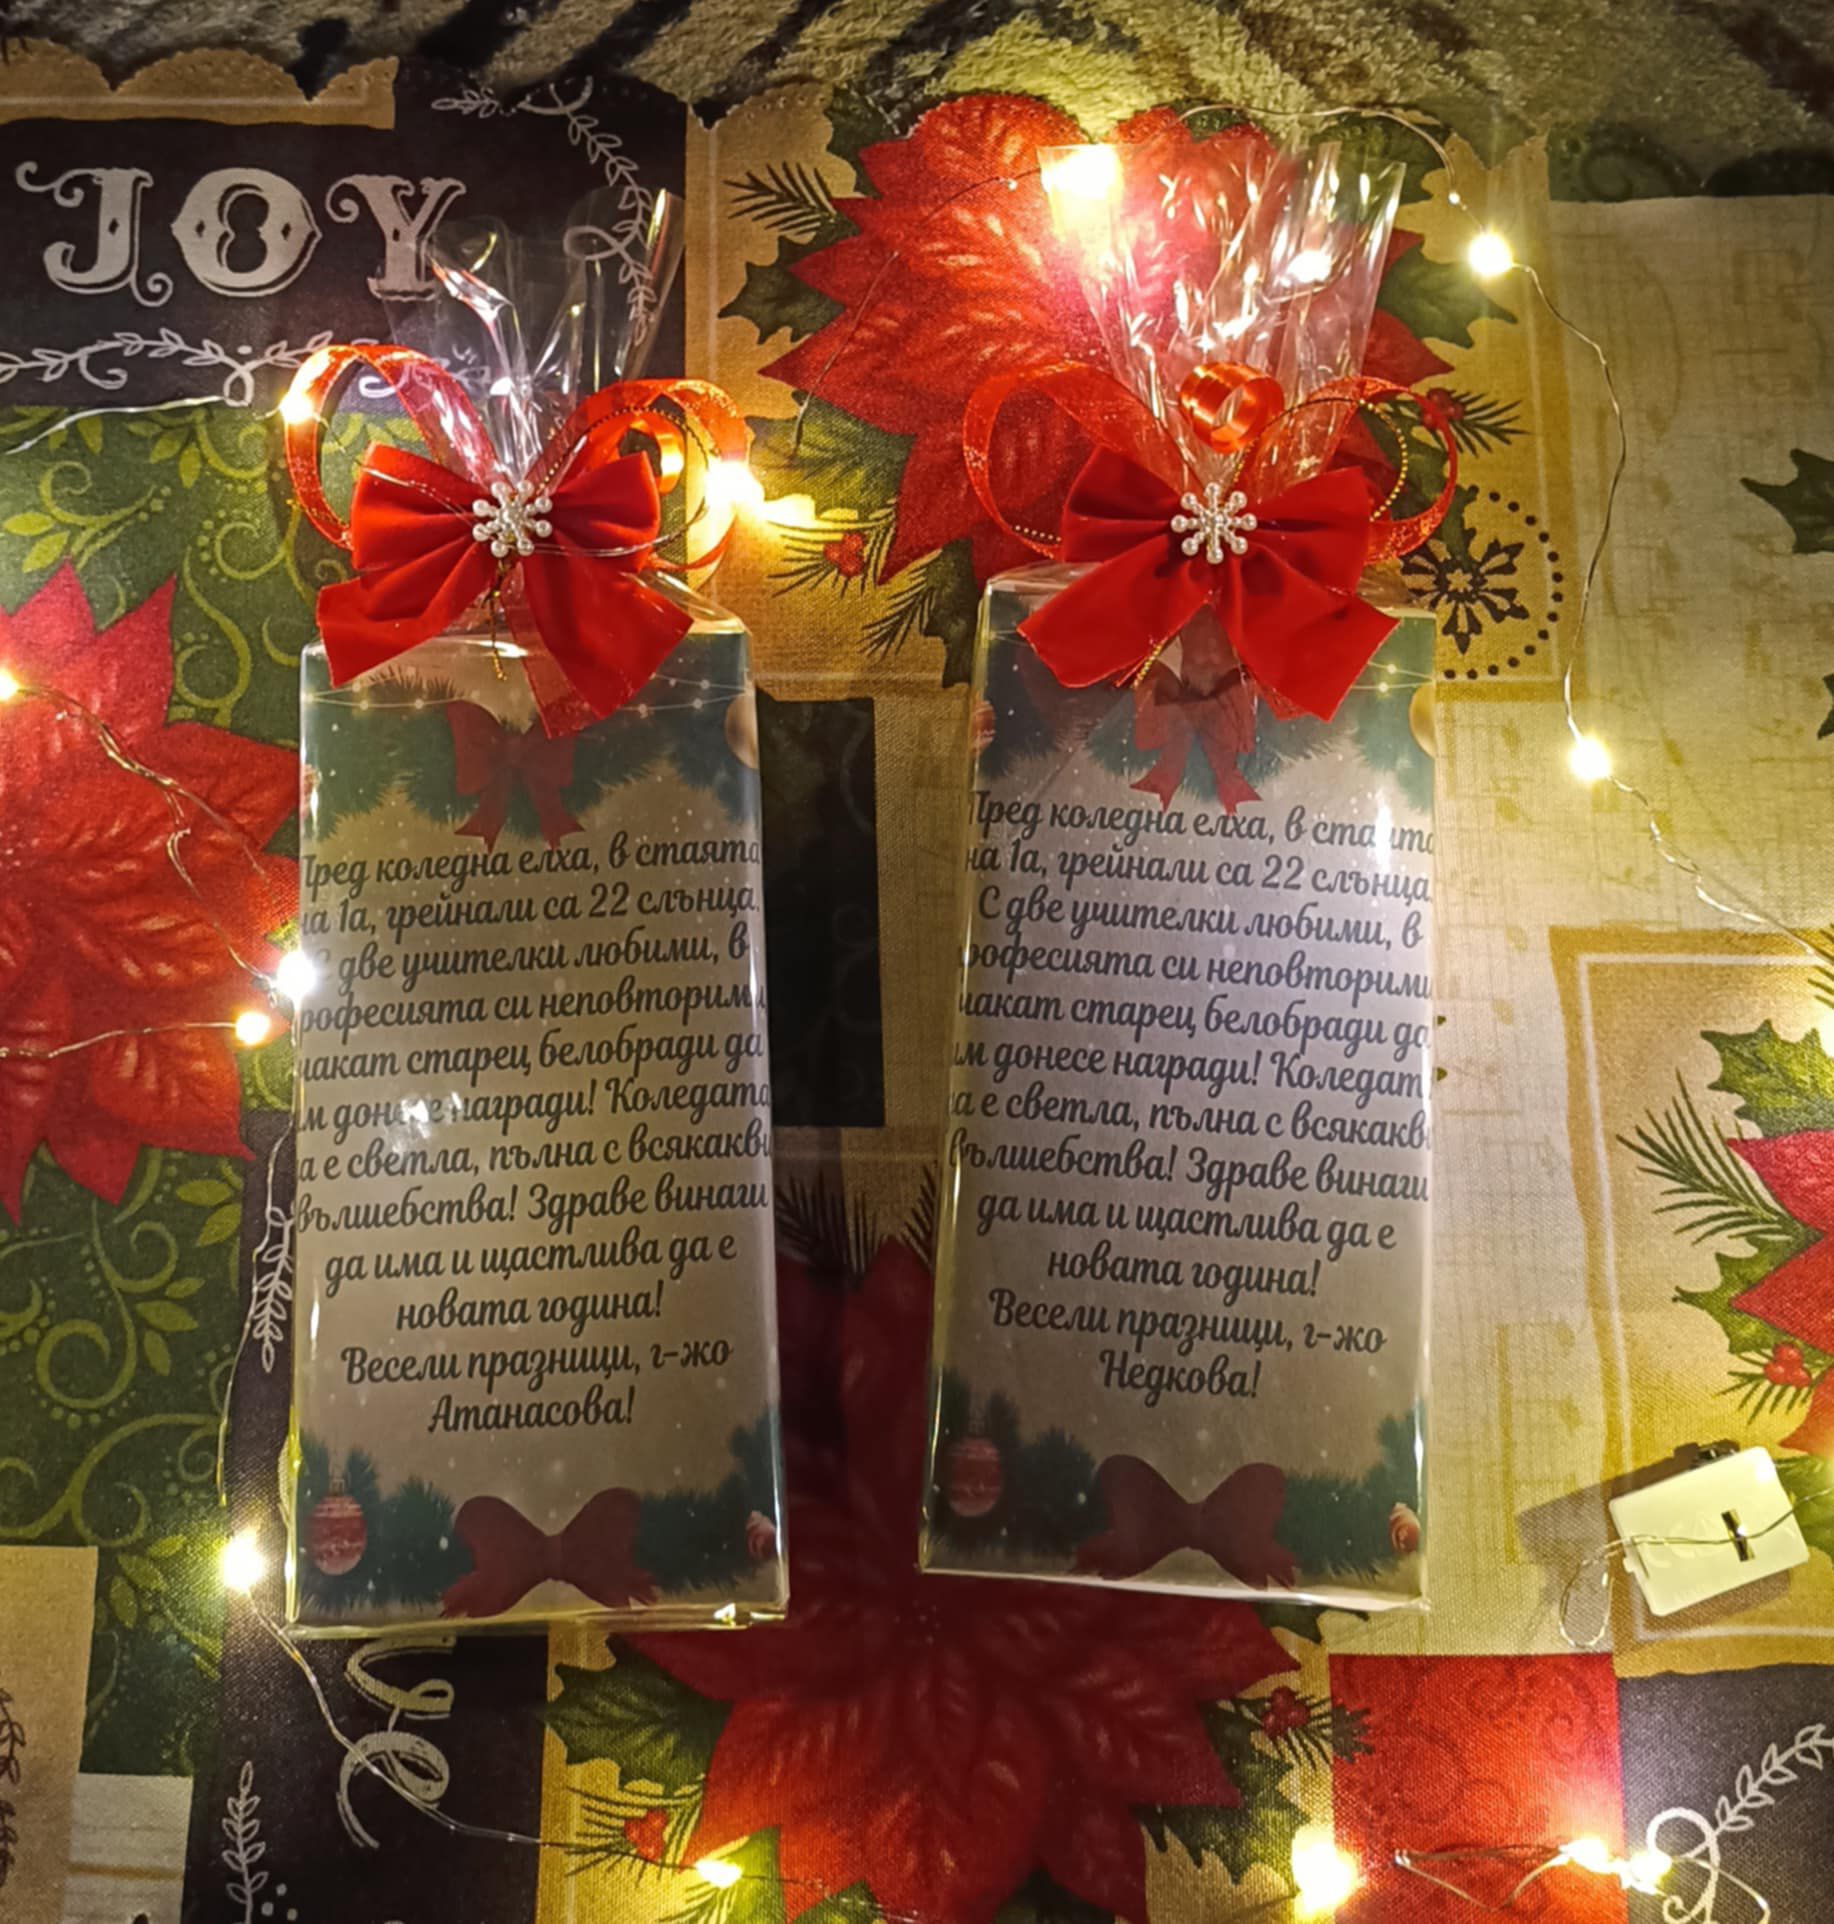 JOY
Пред коледна елха, в стаята
на 1а, грейнали са 22 слънца.
С две учителки любими, в
професията си неповторими
чакат старец белобради да
им донесе награди! Коледата
да е светла, пълна с всякакви
вълшебства! Здраве винаги
да има и щастлива да е
новата година!
Весели празници, г-жо
Атанасова!
Пред коледна елха, в стаята
на 1а, грейнали са 22 слънца.
С две учителки любими, в
професията си неповторими
чакат старец белобради да
им донесе награди! Коледата
да е светла, пълна с всякакви
вълшебства! Здраве винаги
да има и щастлива да е
новата година!
Весели празници, г-жо
Недкова!